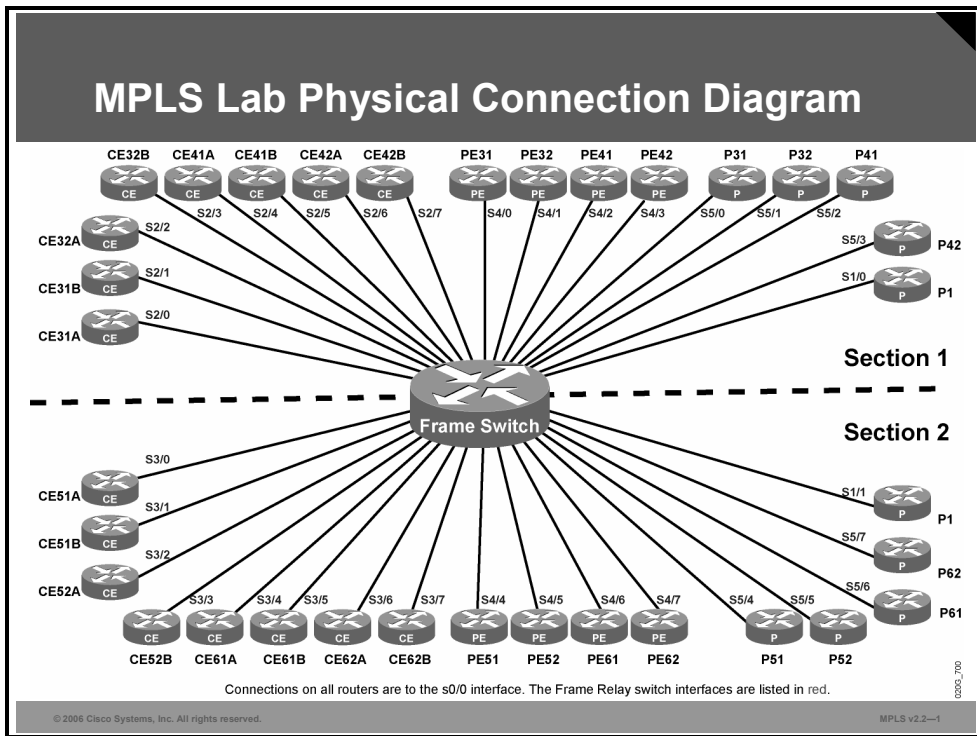 MPLS Lab Physical Connection Diagram
CE32B CE41A CE41B CE42A CE42B PE31 PE32 PE41 PE42 P31 P32 P41
CE CE CE CE CE PE PE PE PE P P P
S2/3 S2/4 S2/5 S2/6 S2/7 S4/0 S4/1 S4/2 S4/3 S5/0 S5/1 S5/2
CE32A CE S2/2
S5/3 P P42
CE31B CE S2/1
S1/0 P P1
CE31A CE S2/0
Section 1
Frame Switch
Section 2
S3/0
CE51A CE
S1/1 P P1
S3/1
CE51B CE
S5/7 P P62
S3/2
CE52A CE
S5/6 P P61
S3/3 S3/4 S3/5 S3/6 S3/7 S4/4 S4/5 S4/6 S4/7 S5/4 S5/5
CE CE CE CE CE PE PE PE PE P P
CE52B CE61A CE61B CE62A CE62B PE51 PE52 PE61 PE62 P51 P52
Connections on all routers are to the s0/0 interface. The Frame Relay switch interfaces are listed in red.
020G_700
© 2006 Cisco Systems, Inc. All rights reserved.
MPLS v2.2—1